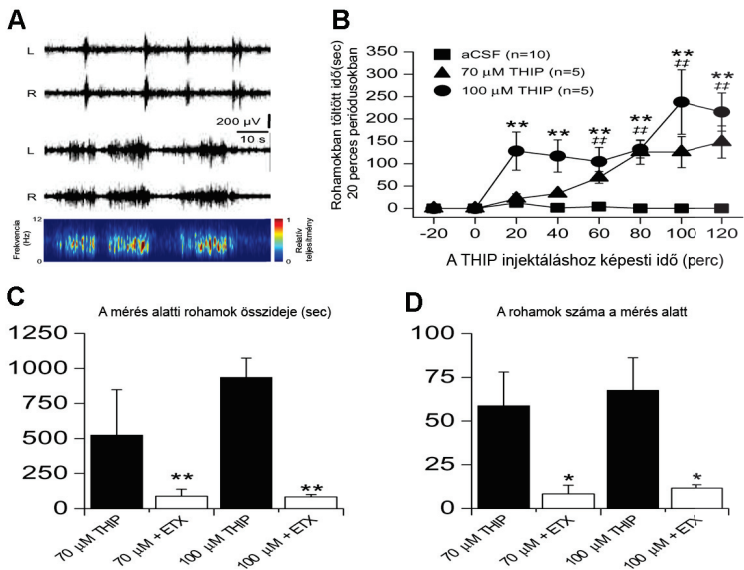 A
L
R
200 µV
10 s
L
R
Frekvencia
(Hz)
12
0
1
0
Relatív
teljesítmény
B
Rohamokban töltött idő(sec)
20 perces periódusokban
350
300
250
200
150
100
50
0
aCSF (n=10)
70 µM THIP (n=5)
100 µM THIP (n=5)
** ** ** ** ** **
‡‡ ‡‡ ‡‡ ‡‡
-20 0 20 40 60 80 100 120
A THIP injektáláshoz képesti idő (perc)
C
A mérés alatti rohamok összideje (sec)
1250
1000
750
500
250
0
** **
70 µM THIP
70 µM + ETX
100 µM THIP
100 µM + ETX
D
A rohamok száma a mérés alatt
100
75
50
25
0
* *
70 µM THIP
70 µM + ETX
100 µM THIP
100 µM + ETX